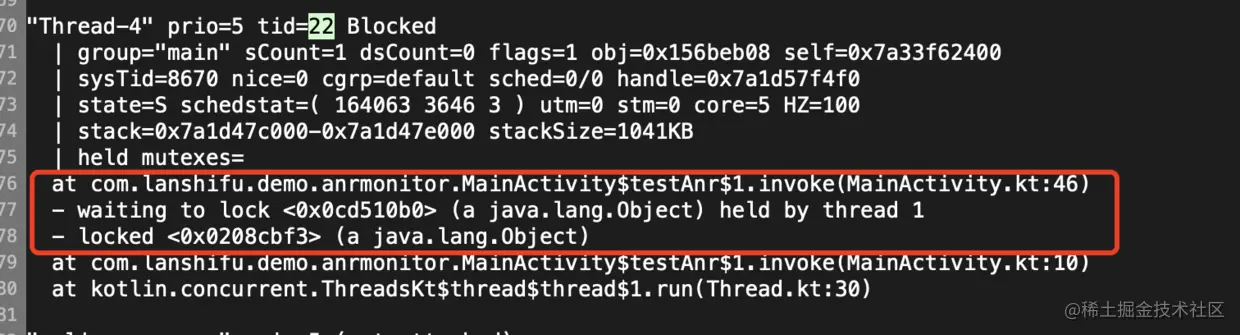 70 "Thread-4" prio=5 tid=22 Blocked
71 | group="main" sCount=1 dsCount=0 flags=1 obj=0x156beb08 self=0x7a33f62400
72 | sysTid=8670 nice=0 cgrp=default sched=0/0 handle=0x7a1d57f4f0
73 | state=S schedstat=( 164063 3646 3 ) utm=0 stm=0 core=5 HZ=100
74 | stack=0x7a1d47c000-0x7a1d47e000 stackSize=1041KB
75 | held mutexes=
76 at com.lanshifu.demo.anrmonitor.MainActivity$testAnr$1.invoke(MainActivity.kt:46)
77 - waiting to lock <0x0cd510b0> (a java.lang.Object) held by thread 1
78 - locked <0x0208cbf3> (a java.lang.Object)
79 at com.lanshifu.demo.anrmonitor.MainActivity$testAnr$1.invoke(MainActivity.kt:10)
80 at kotlin.concurrent.ThreadsKt$thread$thread$1.run(Thread.kt:30)
81
@稀土掘金技术社区